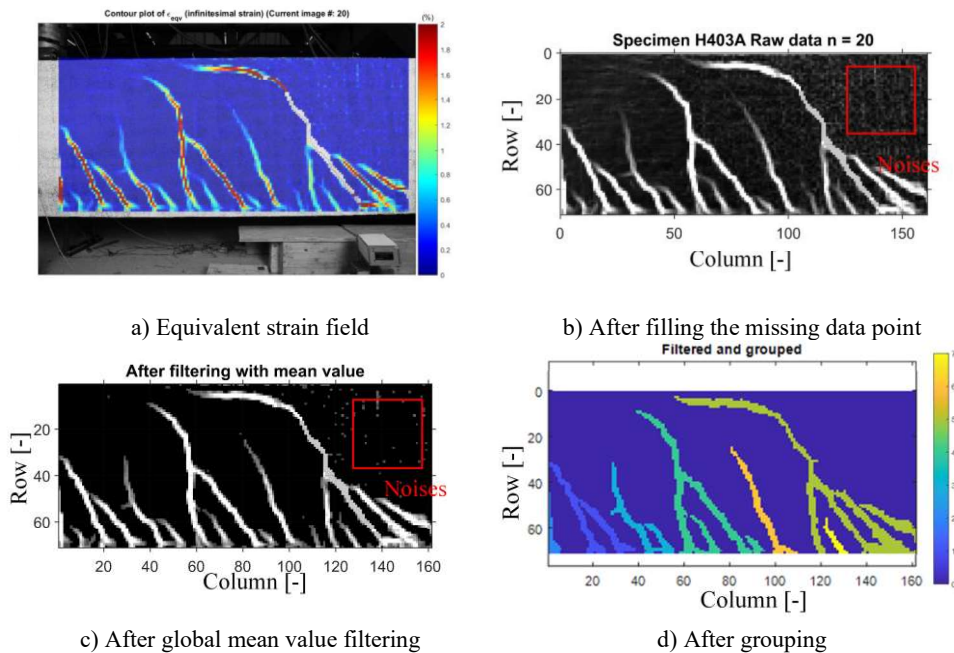 Contour plot of ε_eqv (infinitesimal strain) (Current image #: 20)
(%)
2
1.8
1.6
1.4
1.2
1
0.8
0.6
0.4
0.2
0
a) Equivalent strain field
Specimen H403A Raw data n = 20
0
20
40
60
Row [-]
Noises
0
50
100
150
Column [-]
b) After filling the missing data point
After filtering with mean value
20
40
60
Row [-]
Noises
20
40
60
80
100
120
140
160
Column [-]
c) After global mean value filtering
Filtered and grouped
0
20
40
60
Row [-]
20
40
60
80
100
120
140
160
Column [-]
d) After grouping